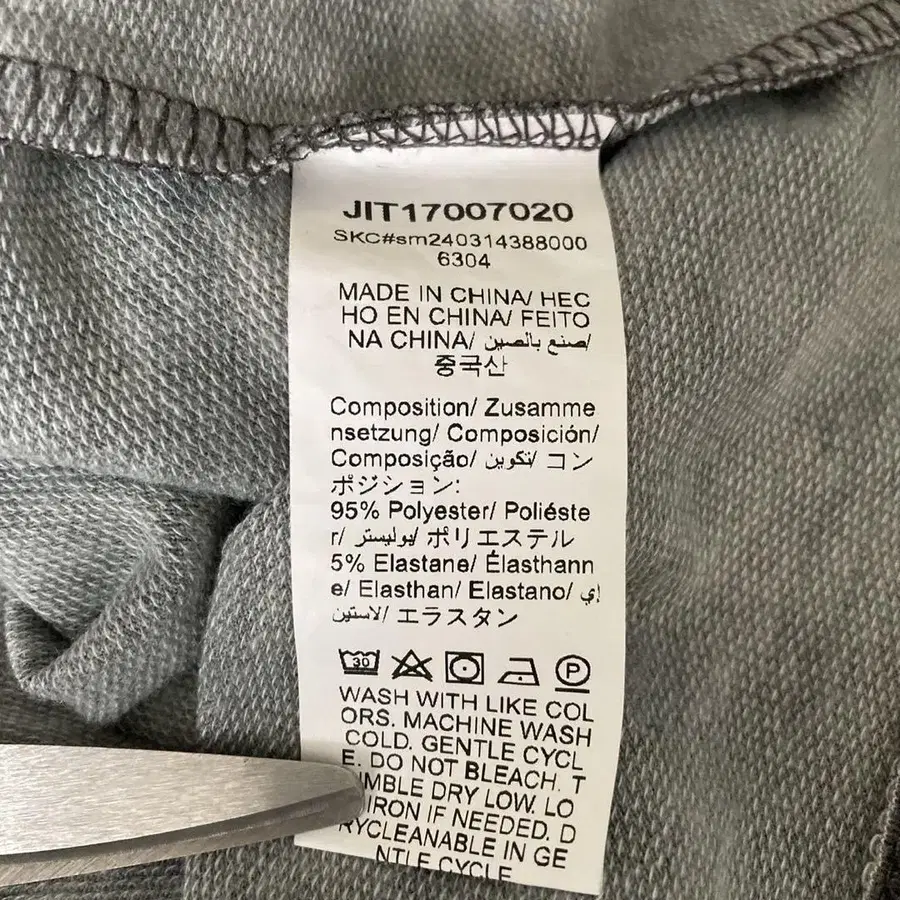 JIT17007020
SKC#sm240314388000
6304
MADE IN CHINA/ HEC
HO EN CHINA/ FEITO
NA CHINA/ صنع بالصين/
중국산
Composition/ Zusamme
nsetzung/ Composición/
Composição/ تكوين/ コン
ポジション:
95% Polyester/ Poliéste
r/ يوليستر/ ポリエステル
5% Elastane/ Élasthann
e/ Elasthan/ Elastano/ إي
لاستين/ エラスタン
30 P
WASH WITH LIKE COL
ORS. MACHINE WASH
COLD. GENTLE CYCL
E. DO NOT BLEACH. T
UMBLE DRY LOW. LO
IRON IF NEEDED. D
RYCLEANABLE IN GE
NTLE CYCLE